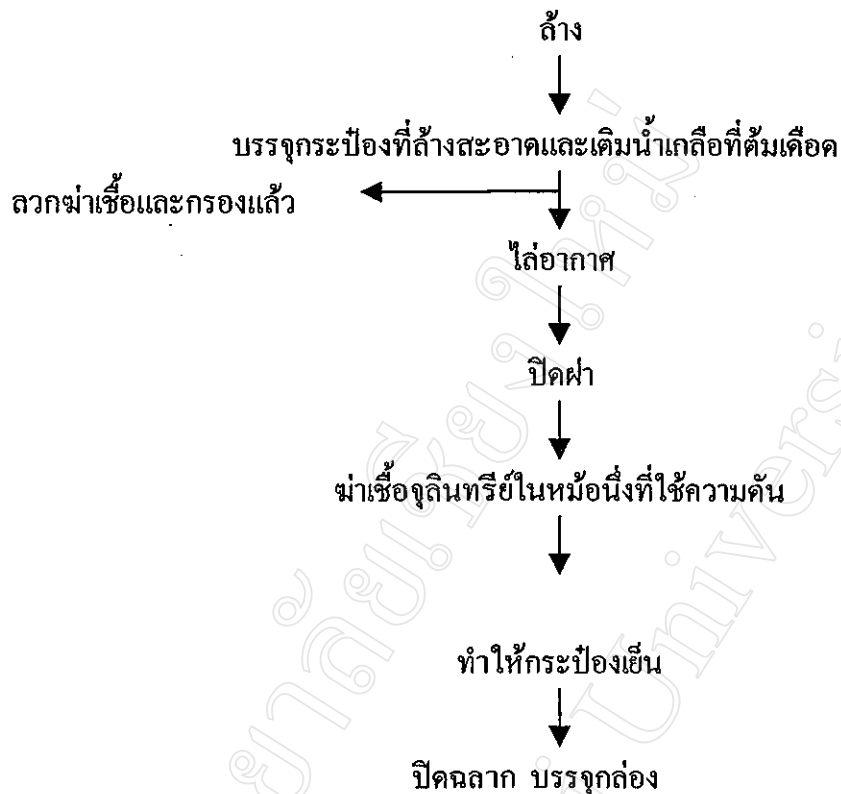 ล้าง
บรรจุกระป๋องที่ล้างสะอาดและเติมน้ำเกลือที่ต้มเดือด
ลวกฆ่าเชื้อและกรองแล้ว
ไล่อากาศ
ปิดฝา
ฆ่าเชื้อจุลินทรีย์ในหม้อนึ่งที่ใช้ความดัน
ทำให้กระป๋องเย็น
ปิดฉลาก บรรจุกล่อง